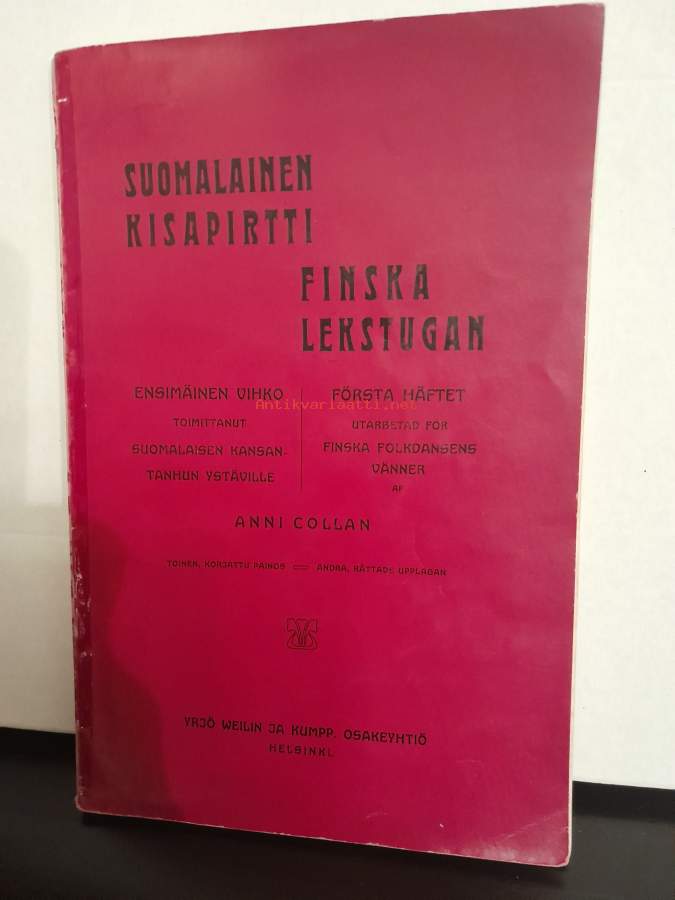 SUOMALAINEN
KISAPIRTTI
FINSKA
LEKSTUGAN
ENSIMÄINEN VIHKO
TOIMITTANUT
SUOMALAISEN KANSAN-
TANHUN YSTÄVILLE
FÖRSTA HÄFTET
UTARBETAD FÖR
FINSKA FOLKDANSENS
VÄNNER
AF
Antikvariaatti.net
ANNI COLLAN
TOINEN, KORJATTU PAINOS — ANDRA, RÄTTADE UPPLAGAN
YRJÖ WEILIN JA KUMPP. OSAKEYHTIÖ
HELSINKI.